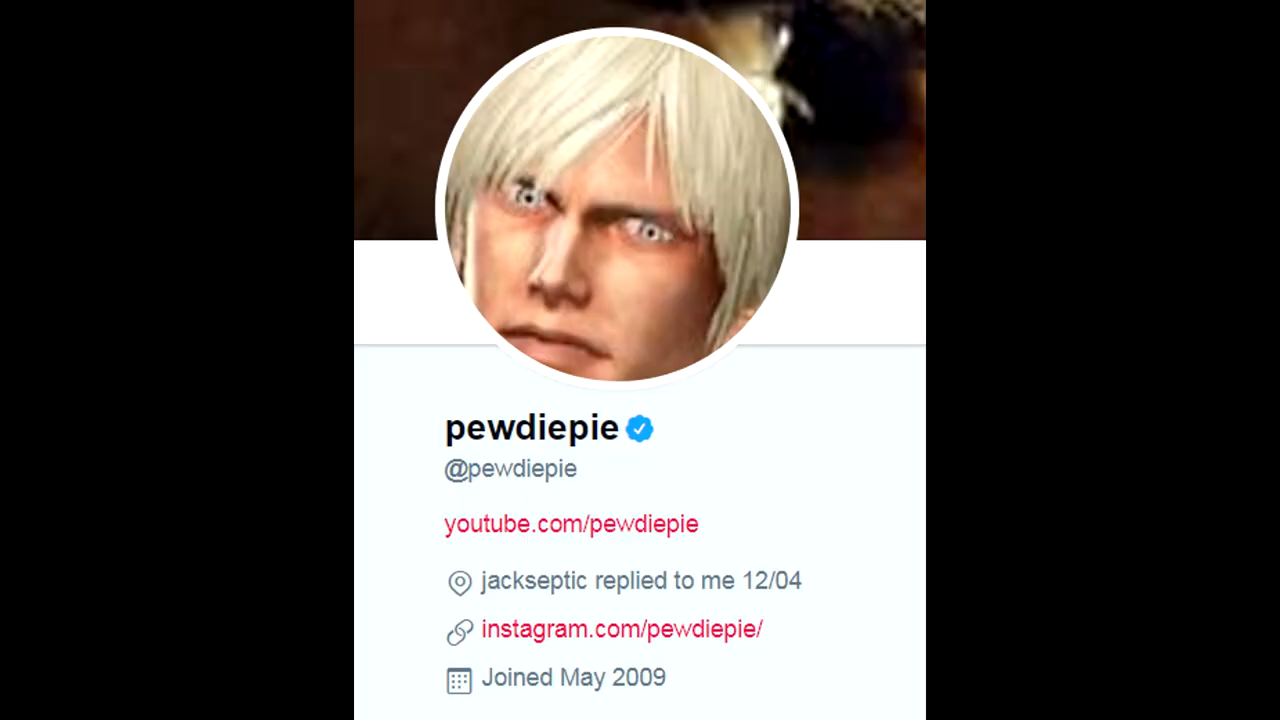 pewdiepie
@pewdiepie
youtube.com/pewdiepie
jackseptic replied to me 12/04
instagram.com/pewdiepie/
Joined May 2009